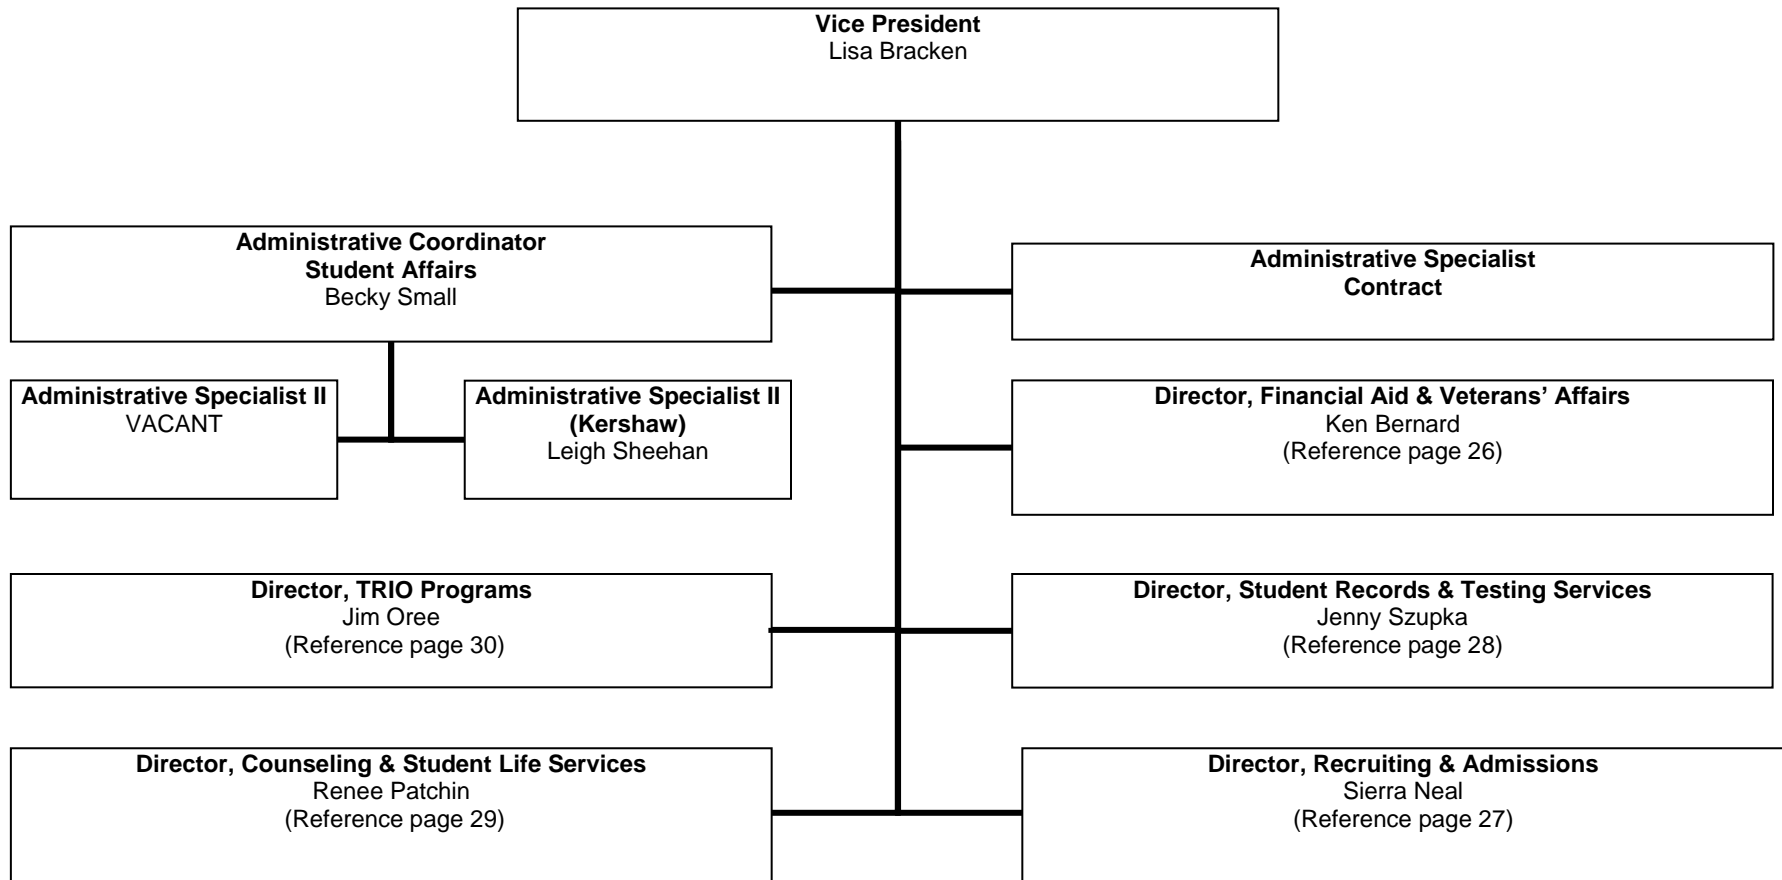 Vice President
Lisa Bracken
Administrative Coordinator
Student Affairs
Becky Small
Administrative Specialist
Contract
Administrative Specialist II
VACANT
Administrative Specialist II
(Kershaw)
Leigh Sheehan
Director, Financial Aid & Veterans’ Affairs
Ken Bernard
(Reference page 26)
Director, TRIO Programs
Jim Oree
(Reference page 30)
Director, Student Records & Testing Services
Jenny Szupka
(Reference page 28)
Director, Counseling & Student Life Services
Renee Patchin
(Reference page 29)
Director, Recruiting & Admissions
Sierra Neal
(Reference page 27)